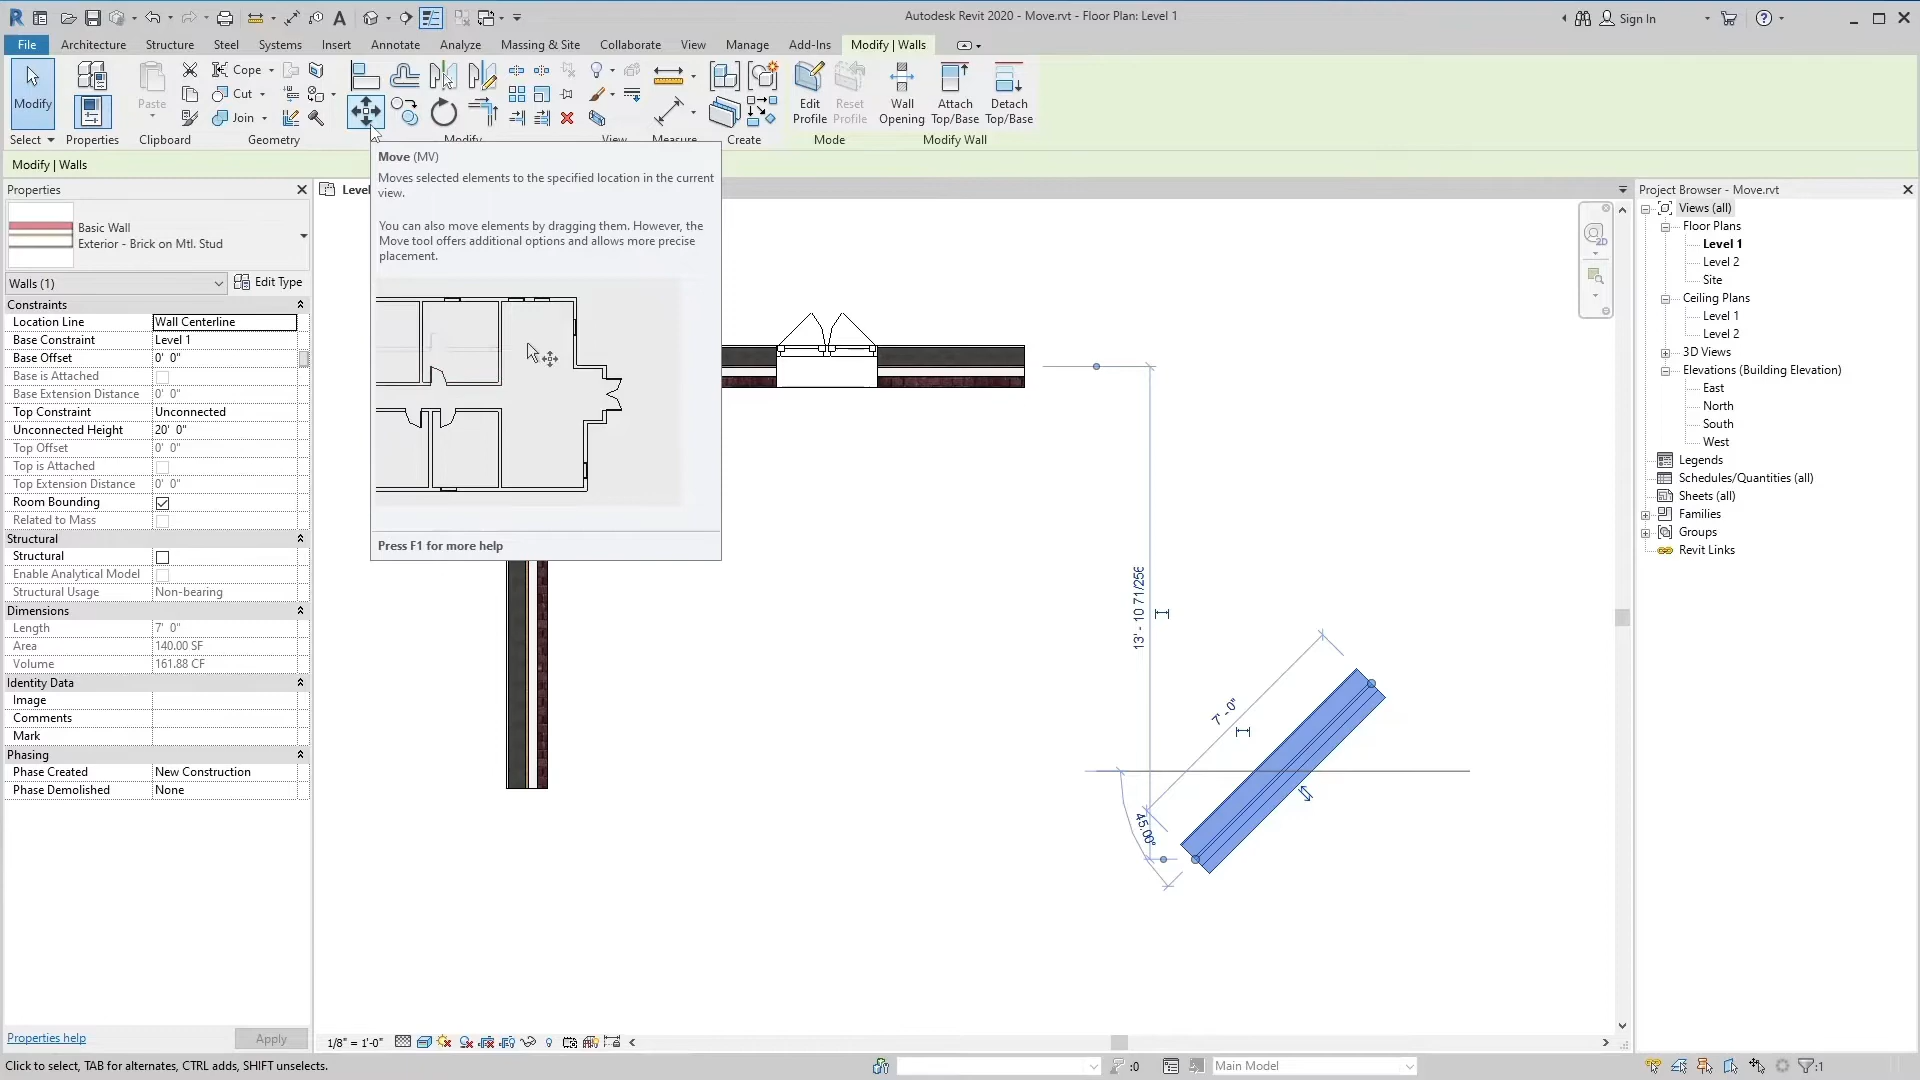 Autodesk Revit 2020 - Move.rvt - Floor Plan: Level 1
Sign In
File
Architecture
Structure
Steel
Systems
Insert
Annotate
Analyze
Massing & Site
Collaborate
View
Manage
Add-Ins
Modify | Walls
Modify
Paste
Cope
Cut
Join
Edit
Profile
Reset
Profile
Wall
Opening
Attach
Top/Base
Detach
Top/Base
Select
Properties
Clipboard
Geometry
Modify
View
Measure
Create
Mode
Modify Wall
Modify | Walls
Properties
Basic Wall
Exterior - Brick on Mtl. Stud
Walls (1)
Edit Type
Constraints
Location Line Wall Centerline
Base Constraint Level 1
Base Offset 0' 0"
Base is Attached
Base Extension Distance 0' 0"
Top Constraint Unconnected
Unconnected Height 20' 0"
Top Offset 0' 0"
Top is Attached
Top Extension Distance 0' 0"
Room Bounding
Related to Mass
Structural
Structural
Enable Analytical Model
Structural Usage Non-bearing
Dimensions
Length 7' 0"
Area 140.00 SF
Volume 161.88 CF
Identity Data
Image
Comments
Mark
Phasing
Phase Created New Construction
Phase Demolished None
Properties help
Apply
Level
Move (MV)
Moves selected elements to the specified location in the current
view.
You can also move elements by dragging them. However, the
Move tool offers additional options and allows more precise
placement.
Press F1 for more help
13' - 10 71/256
7' - 0"
45.00°
2D
Project Browser - Move.rvt
Views (all)
Floor Plans
Level 1
Level 2
Site
Ceiling Plans
Level 1
Level 2
3D Views
Elevations (Building Elevation)
East
North
South
West
Legends
Schedules/Quantities (all)
Sheets (all)
Families
Groups
Revit Links
1/8" = 1'-0"
Click to select, TAB for alternates, CTRL adds, SHIFT unselects.
:0
Main Model
:1